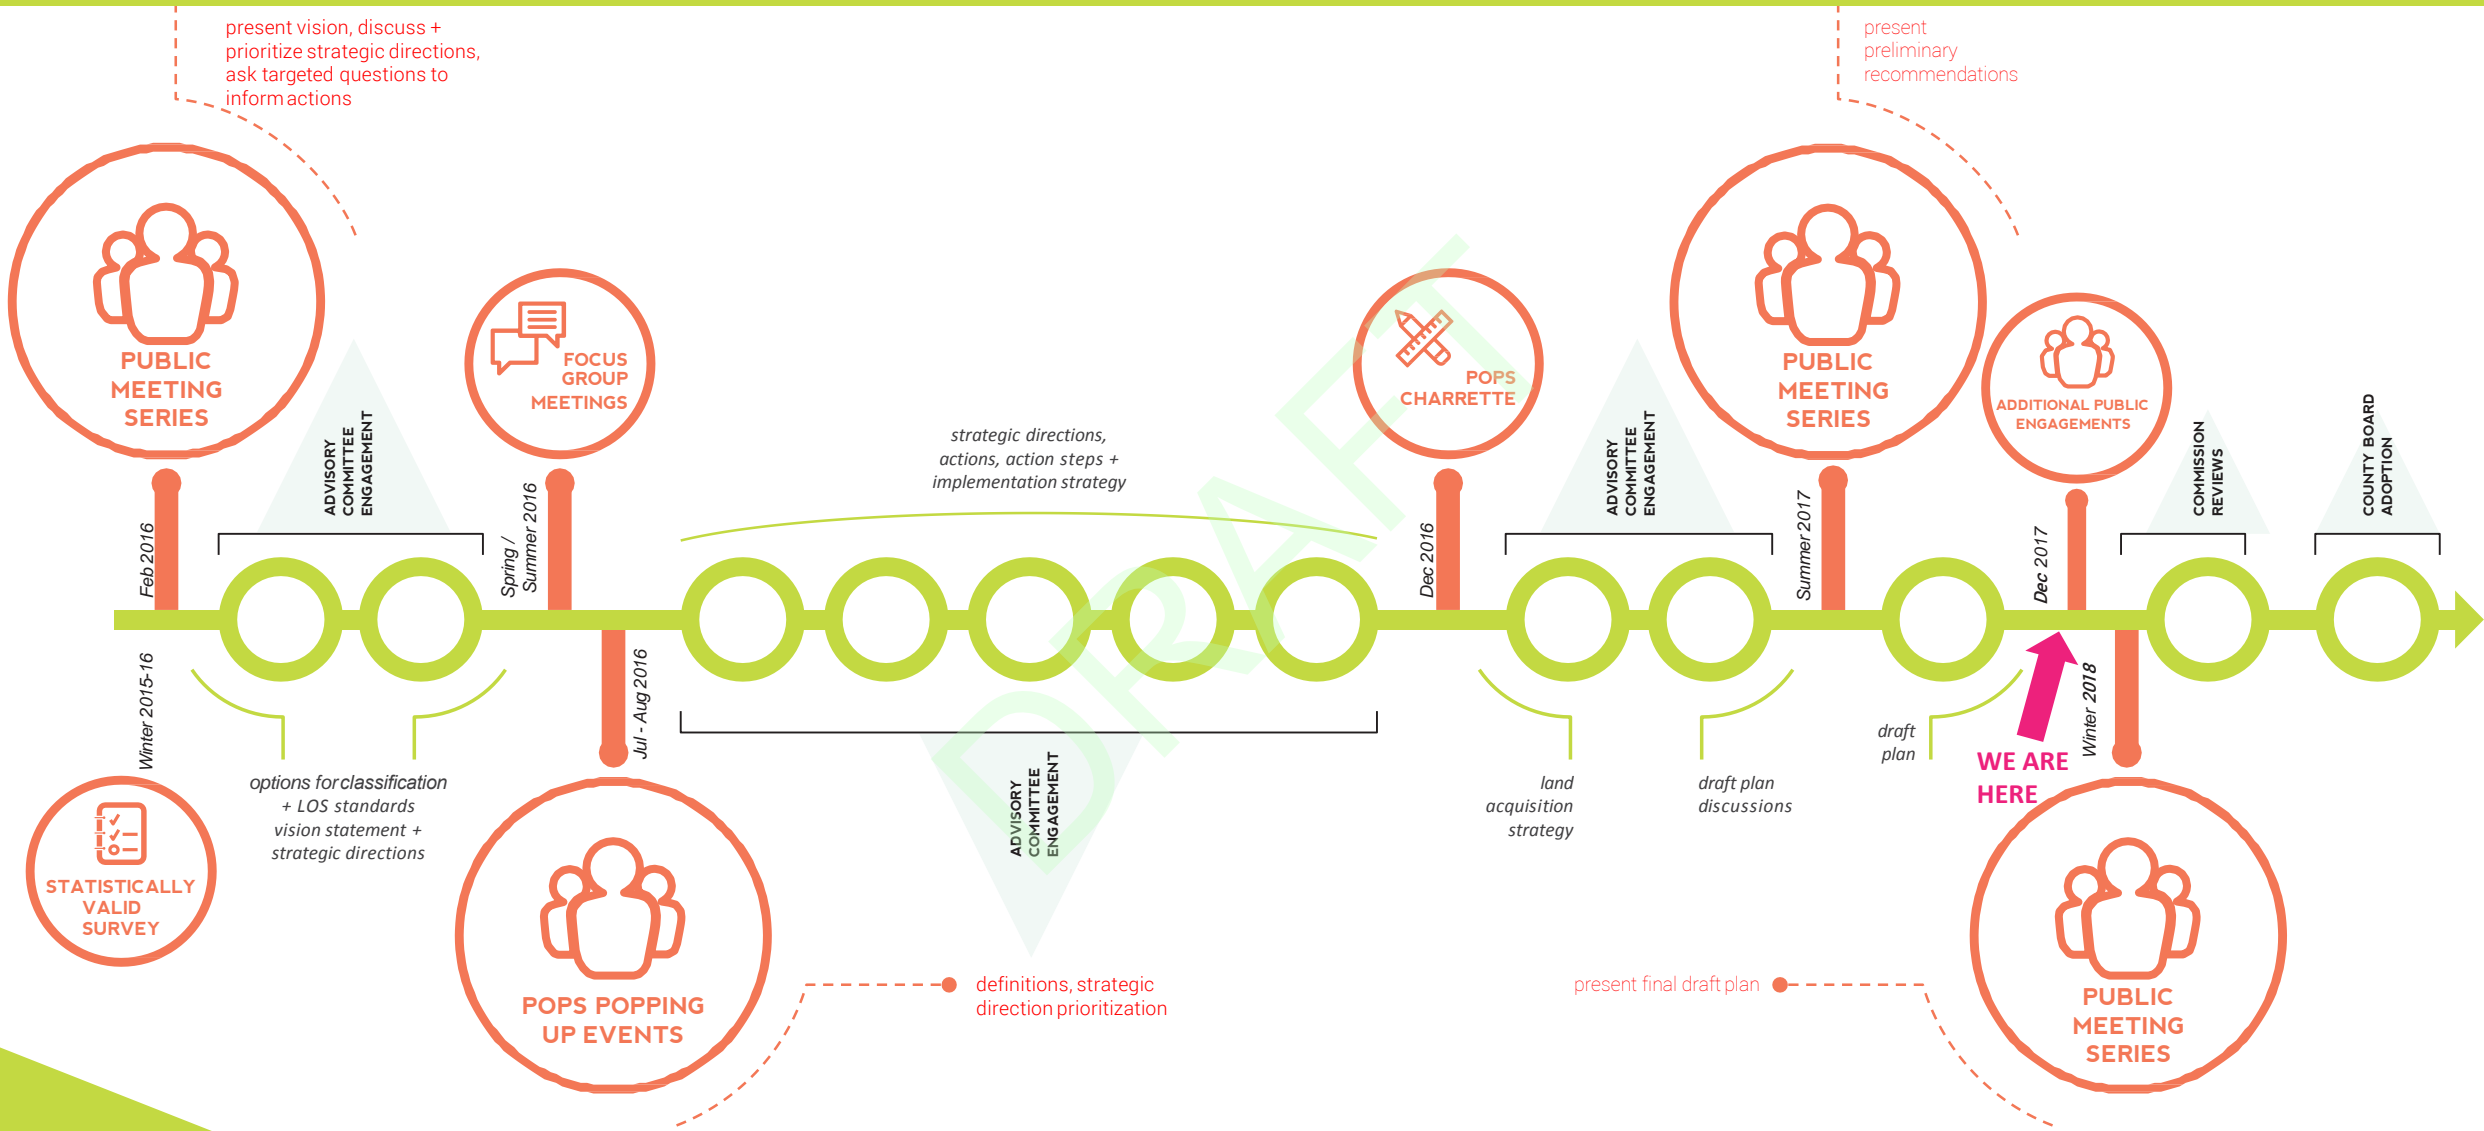 present vision, discuss +
prioritize strategic directions,
ask targeted questions to
inform actions
present
preliminary
recommendations
PUBLIC
MEETING
SERIES
FOCUS
GROUP
MEETINGS
POPS
CHARRETTE
PUBLIC
MEETING
SERIES
ADDITIONAL PUBLIC
ENGAGEMENTS
ADVISORY
COMMITTEE
ENGAGEMENT
strategic directions,
actions, action steps +
implementation strategy
ADVISORY
COMMITTEE
ENGAGEMENT
COMMISSION
REVIEWS
COUNTY BOARD
ADOPTION
Feb 2016
Spring /
Summer 2016
Dec 2016
Summer 2017
Dec 2017
DRAFT
Winter 2015-16
Jul - Aug 2016
Winter 2018
options for classification
+ LOS standards
vision statement +
strategic directions
ADVISORY
COMMITTEE
ENGAGEMENT
land
acquisition
strategy
draft plan
discussions
draft
plan
WE ARE
HERE
STATISTICALLY
VALID
SURVEY
POPS POPPING
UP EVENTS
definitions, strategic
direction prioritization
present final draft plan
PUBLIC
MEETING
SERIES